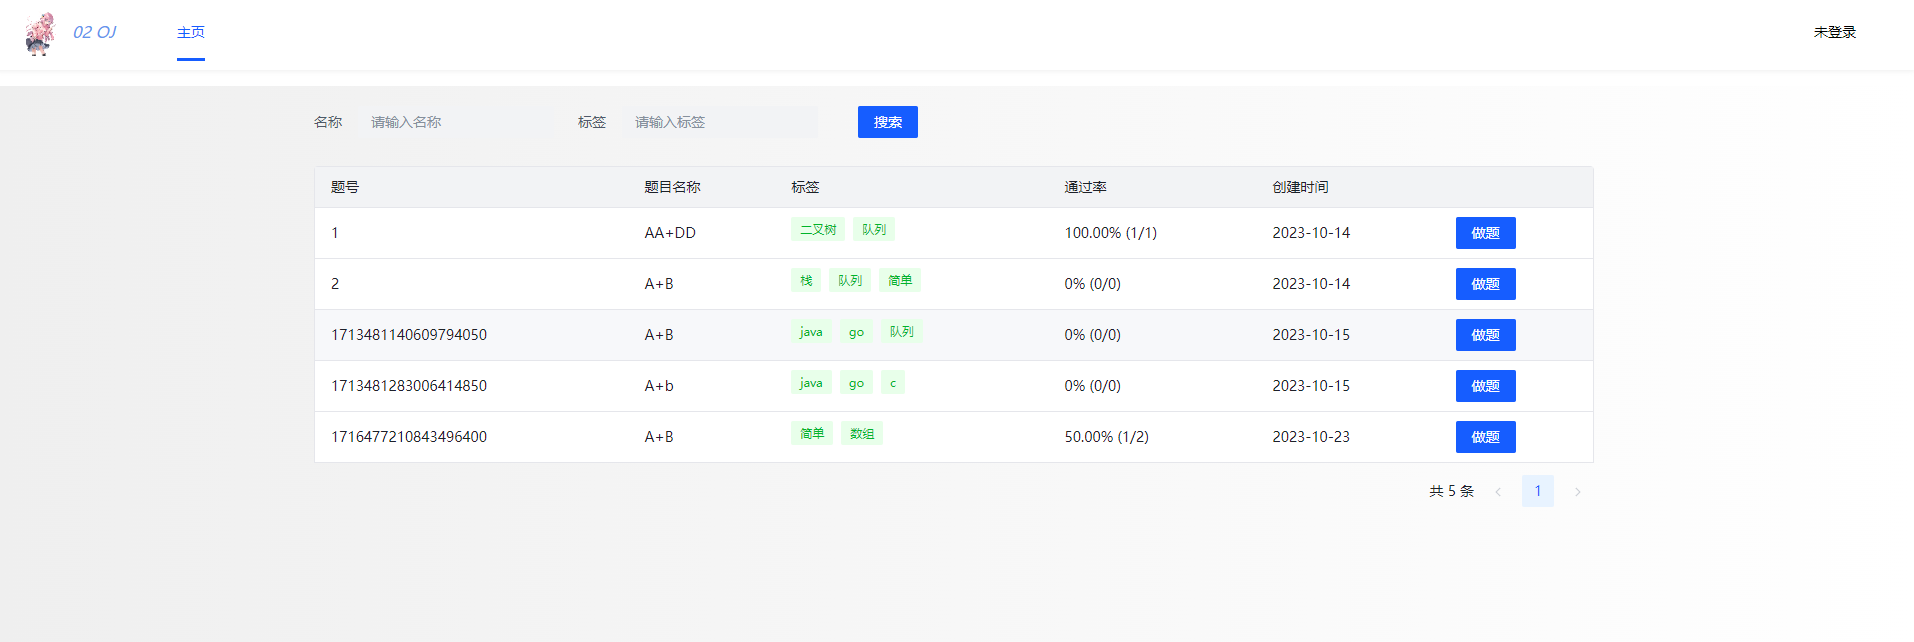 02 OJ 主页 未登录
名称 请输入名称 标签 请输入标签 搜索
题号 题目名称 标签 通过率 创建时间
1 AA+DD 二叉树 队列 100.00% (1/1) 2023-10-14 做题
2 A+B 栈 队列 简单 0% (0/0) 2023-10-14 做题
1713481140609794050 A+B java go 队列 0% (0/0) 2023-10-15 做题
1713481283006414850 A+b java go c 0% (0/0) 2023-10-15 做题
1716477210843496400 A+B 简单 数组 50.00% (1/2) 2023-10-23 做题
共 5 条 1